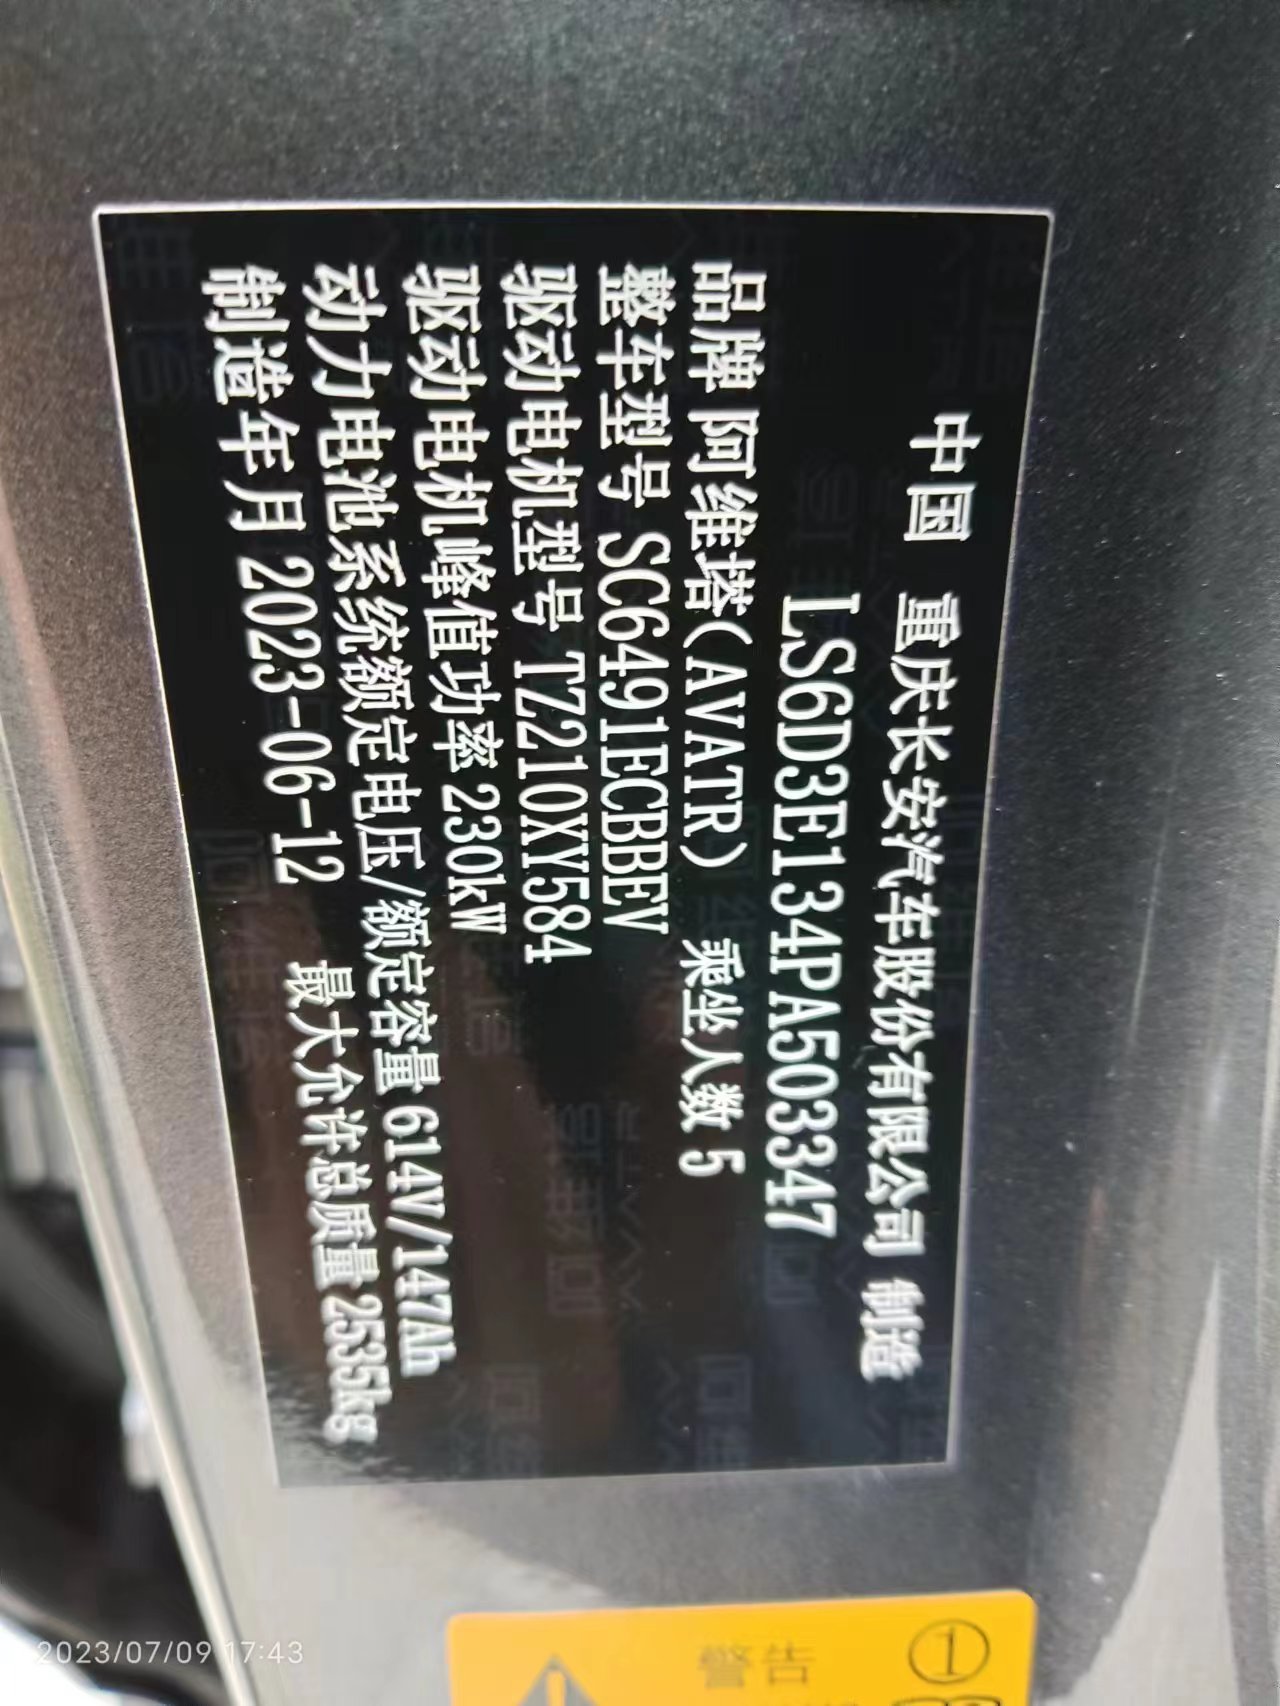 中国 重庆长安汽车股份有限公司 制造
LS6D3E134PA503347
品牌 阿维塔(AVATR) 乘坐人数 5
整车型号 SC6491ECBBEV
驱动电机型号 TZ210XY584
驱动电机峰值功率 230kW
动力电池系统额定电压/额定容量 614V/147Ah
制造年月 2023-06-12 最大允许总质量 2535kg
① 警告
2023/07/09 17:43